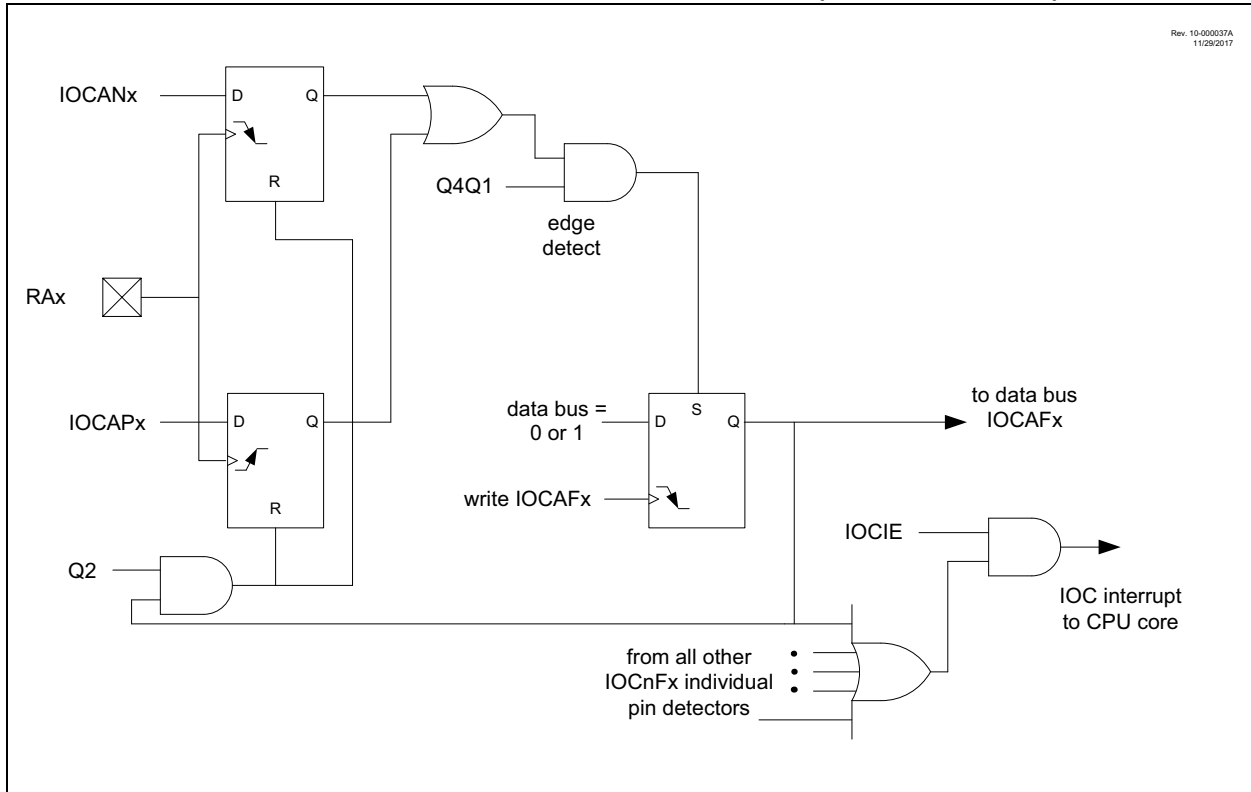 Rev. 10-000037A
11/29/2017
IOCANx
D
Q
R
Q4Q1
edge
detect
RAx
IOCAPx
D
Q
R
data bus =
0 or 1
D
S
Q
to data bus
IOCAFx
write IOCAFx
IOCIE
Q2
IOC interrupt
to CPU core
from all other
IOCnFx individual
pin detectors